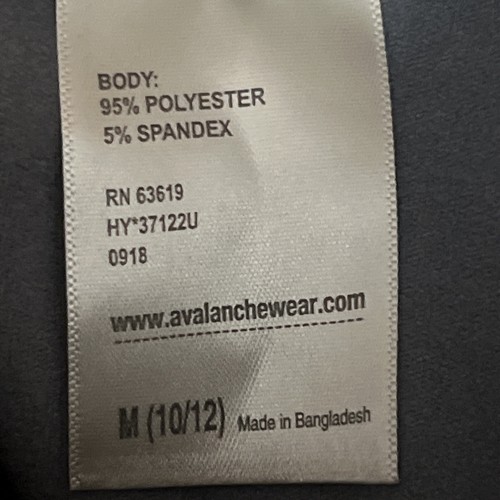 BODY:
95% POLYESTER
5% SPANDEX
RN 63619
HY*37122U
0918
www.avalanchewear.com
M (10/12) Made in Bangladesh